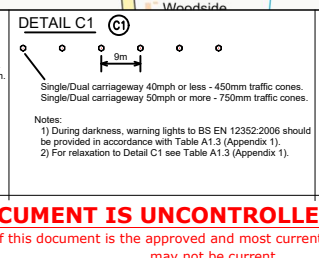 Woodside
DETAIL C1 C1
9m
Single/Dual carriageway 40mph or less - 450mm traffic cones.
Single/Dual carriageway 50mph or more - 750mm traffic cones.
Notes:
1) During darkness, warning lights to BS EN 12352:2006 should
be provided in accordance with Table A1.3 (Appendix 1).
2) For relaxation to Detail C1 see Table A1.3 (Appendix 1).
CUMENT IS UNCONTROLLE
f this document is the approved and most current
may not be current